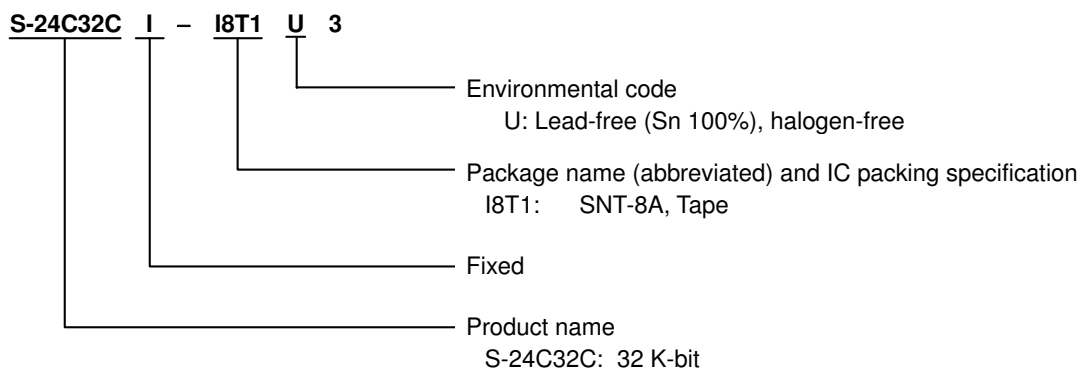 S-24C32C I – I8T1 U 3
Environmental code
U: Lead-free (Sn 100%), halogen-free
Package name (abbreviated) and IC packing specification
I8T1: SNT-8A, Tape
Fixed
Product name
S-24C32C: 32 K-bit